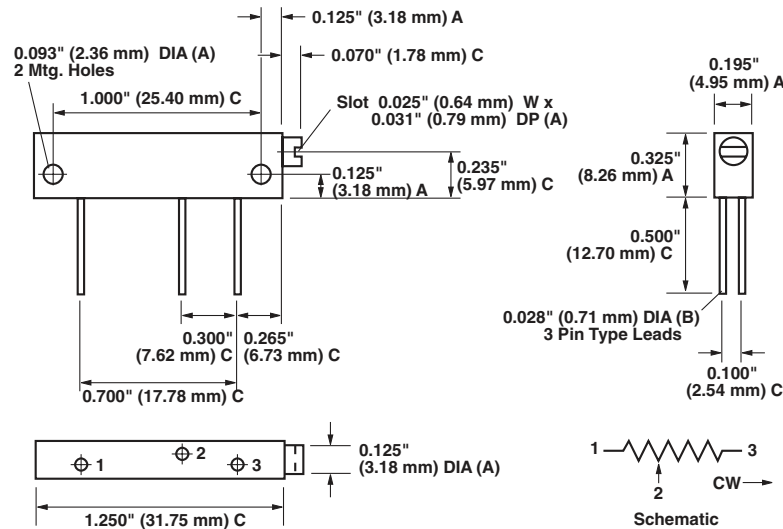 0.125" (3.18 mm) A
0.093" (2.36 mm) DIA (A)
2 Mtg. Holes
0.070" (1.78 mm) C
1.000" (25.40 mm) C
Slot 0.025" (0.64 mm) W x
0.031" (0.79 mm) DP (A)
0.125"
(3.18 mm) A
0.235"
(5.97 mm) C
0.300"
(7.62 mm) C
0.265"
(6.73 mm) C
0.700" (17.78 mm) C
0.195"
(4.95 mm) A
0.325"
(8.26 mm) A
0.500"
(12.70 mm) C
0.028" (0.71 mm) DIA (B)
3 Pin Type Leads
0.100"
(2.54 mm) C
1
2
3
0.125"
(3.18 mm) DIA (A)
1.250" (31.75 mm) C
1
3
2
CW
Schematic